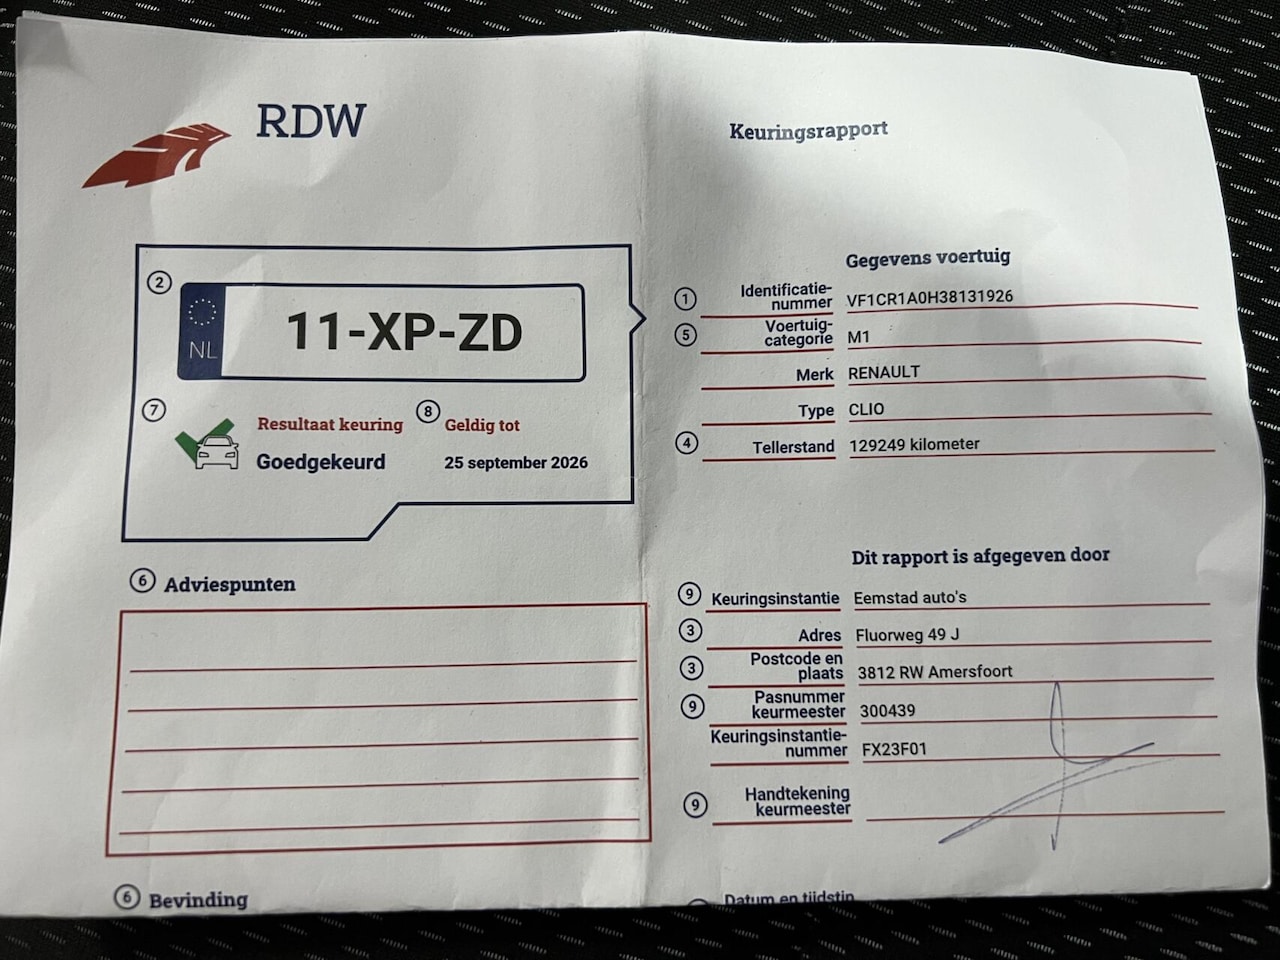 RDW
Keuringsrapport
2
NL
11-XP-ZD
7
Resultaat keuring
Goedgekeurd
8
Geldig tot
25 september 2026
6 Adviespunten
6 Bevinding
Gegevens voertuig
1 Identificatie-
nummer VF1CR1A0H38131926
5 Voertuig-
categorie M1
Merk RENAULT
Type CLIO
4 Tellerstand 129249 kilometer
Dit rapport is afgegeven door
9 Keuringsinstantie Eemstad auto's
3 Adres Fluorweg 49 J
3 Postcode en
plaats 3812 RW Amersfoort
9 Pasnummer
keurmeester 300439
Keuringsinstantie-
nummer FX23F01
9 Handtekening
keurmeester
Datum en tijdstip